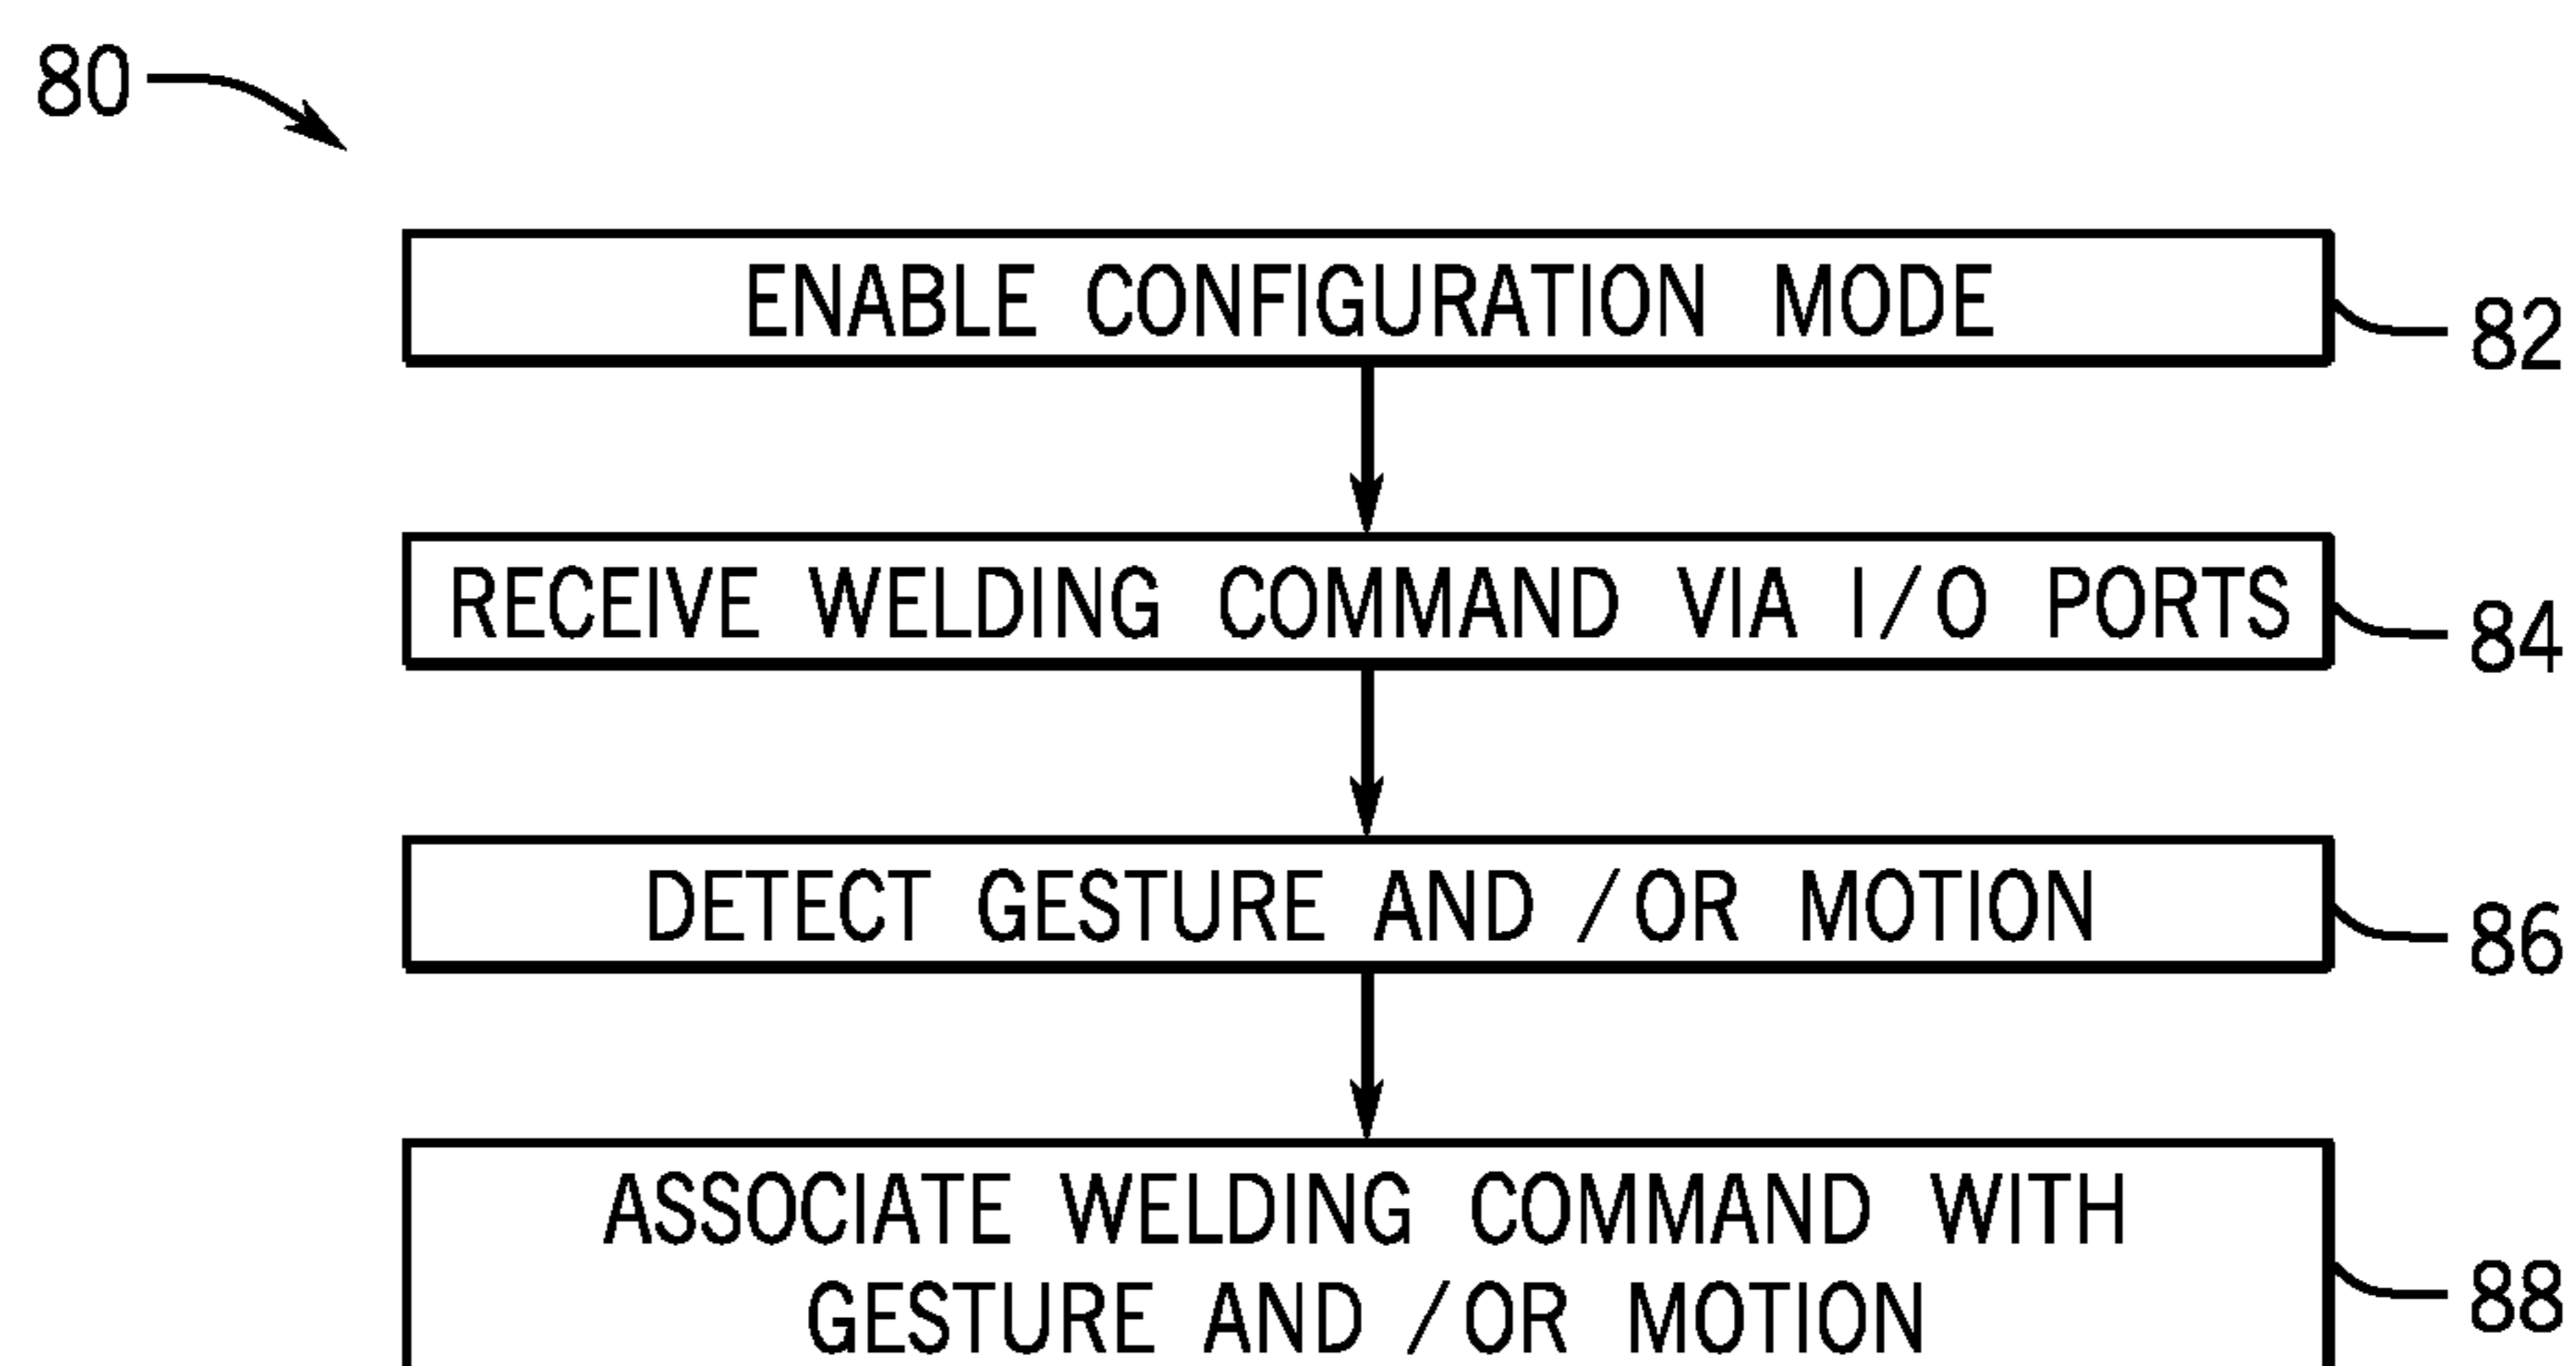 80
ENABLE CONFIGURATION MODE
82
RECEIVE WELDING COMMAND VIA I/O PORTS
84
DETECT GESTURE AND /OR MOTION
86
ASSOCIATE WELDING COMMAND WITH
GESTURE AND /OR MOTION
88